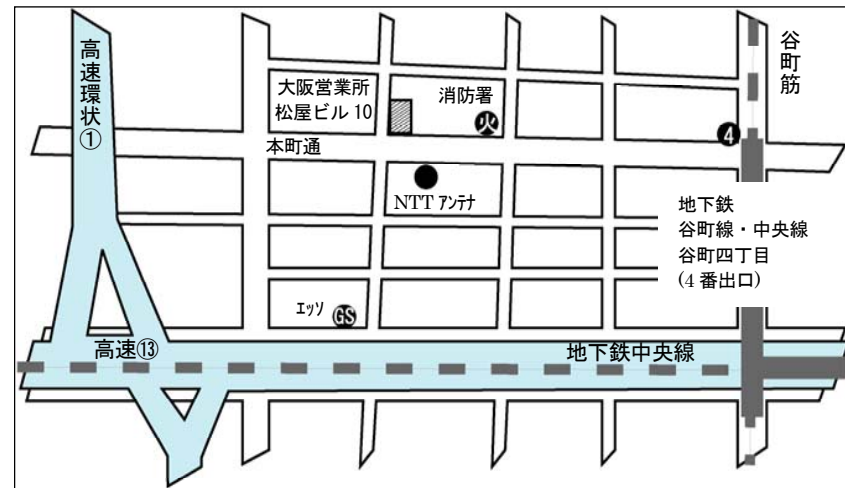 高速環状①
大阪営業所
松屋ビル 10
消防署
火
谷町筋
4
本町通
NTT アンテナ
地下鉄
谷町線・中央線
谷町四丁目
(4 番出口)
エッソ
GS
高速⑬
地下鉄中央線